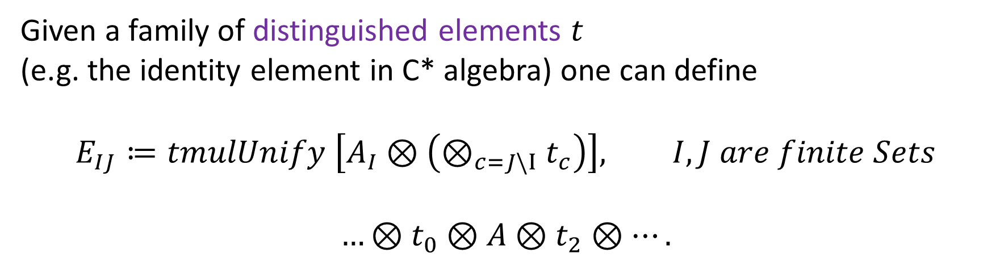 Given a family of distinguished elements t
(e.g. the identity element in C* algebra) one can define
E_{IJ} ≔ tmulUnify [A_I ⊗ (⊗_{c=J\I} t_c)], I, J are finite Sets
… ⊗ t_0 ⊗ A ⊗ t_2 ⊗ ⋯ .